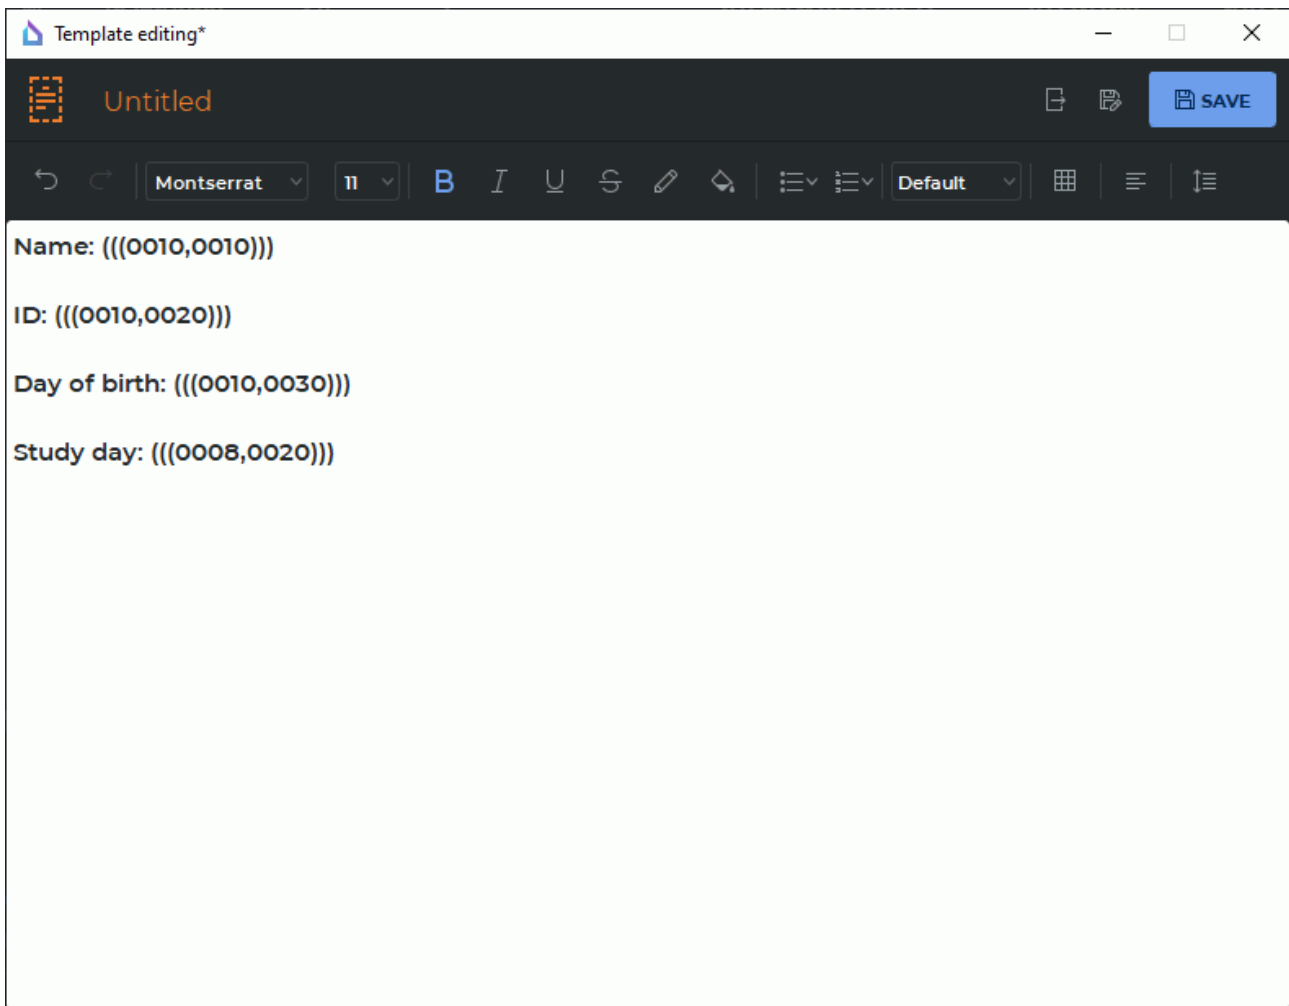 Template editing*
Untitled
SAVE
Montserrat 11 B I U S Default
Name: (((0010,0010)))
ID: (((0010,0020)))
Day of birth: (((0010,0030)))
Study day: (((0008,0020)))